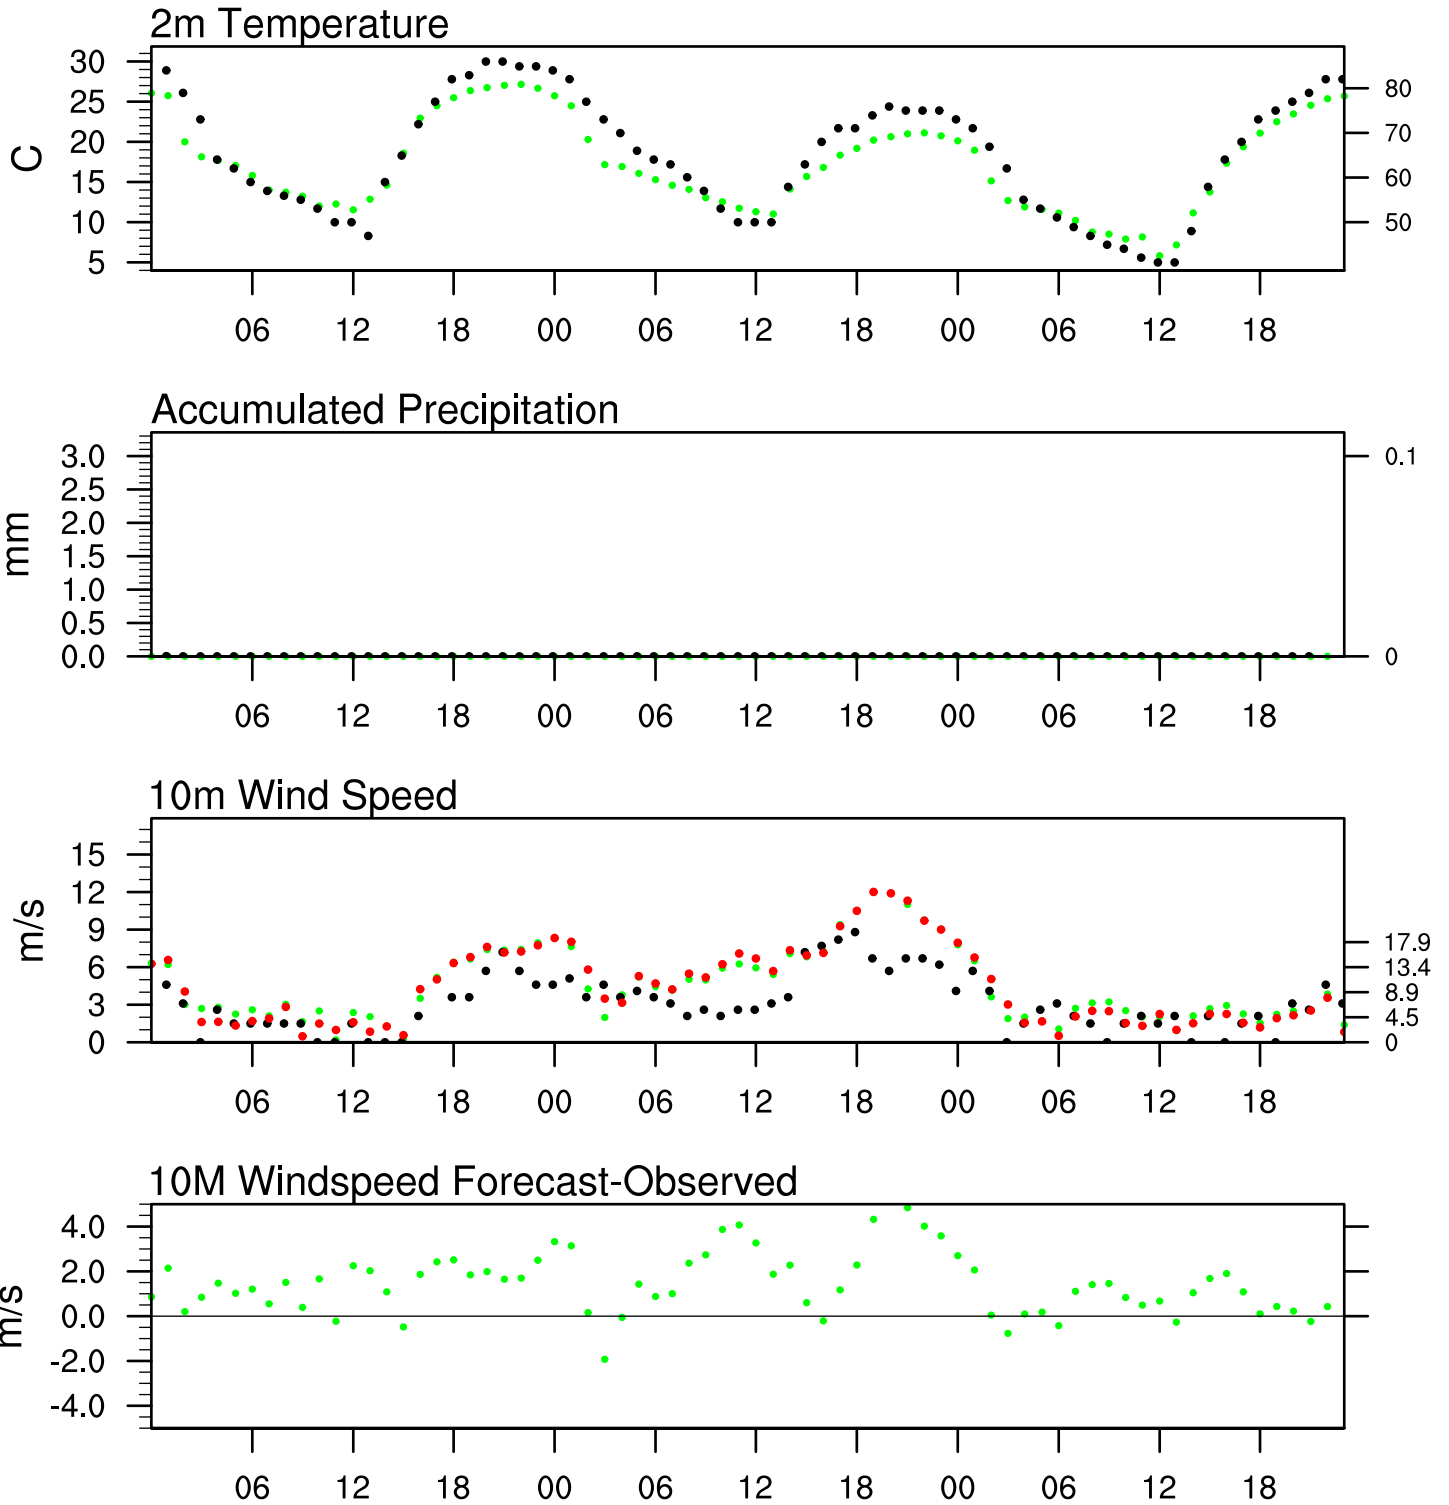 2m Temperature
30
25
20
15
10
5
C
80
70
60
50
06 12 18 00 06 12 18 00 06 12 18
Accumulated Precipitation
3.0
2.5
2.0
1.5
1.0
0.5
0.0
mm
0.1
0
06 12 18 00 06 12 18 00 06 12 18
10m Wind Speed
15
12
9
6
3
0
m/s
17.9
13.4
8.9
4.5
0
06 12 18 00 06 12 18 00 06 12 18
10M Windspeed Forecast-Observed
4.0
2.0
0.0
-2.0
-4.0
m/s
06 12 18 00 06 12 18 00 06 12 18